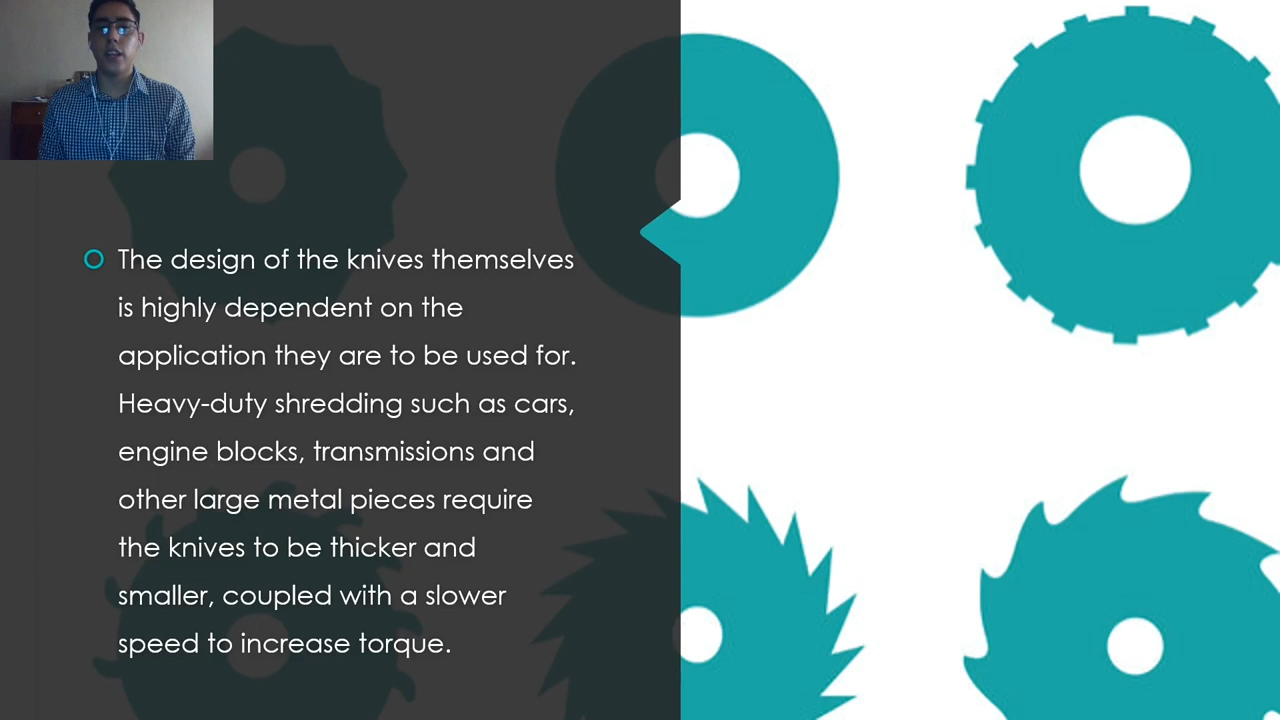 The design of the knives themselves
is highly dependent on the
application they are to be used for.
Heavy-duty shredding such as cars,
engine blocks, transmissions and
other large metal pieces require
the knives to be thicker and
smaller, coupled with a slower
speed to increase torque.